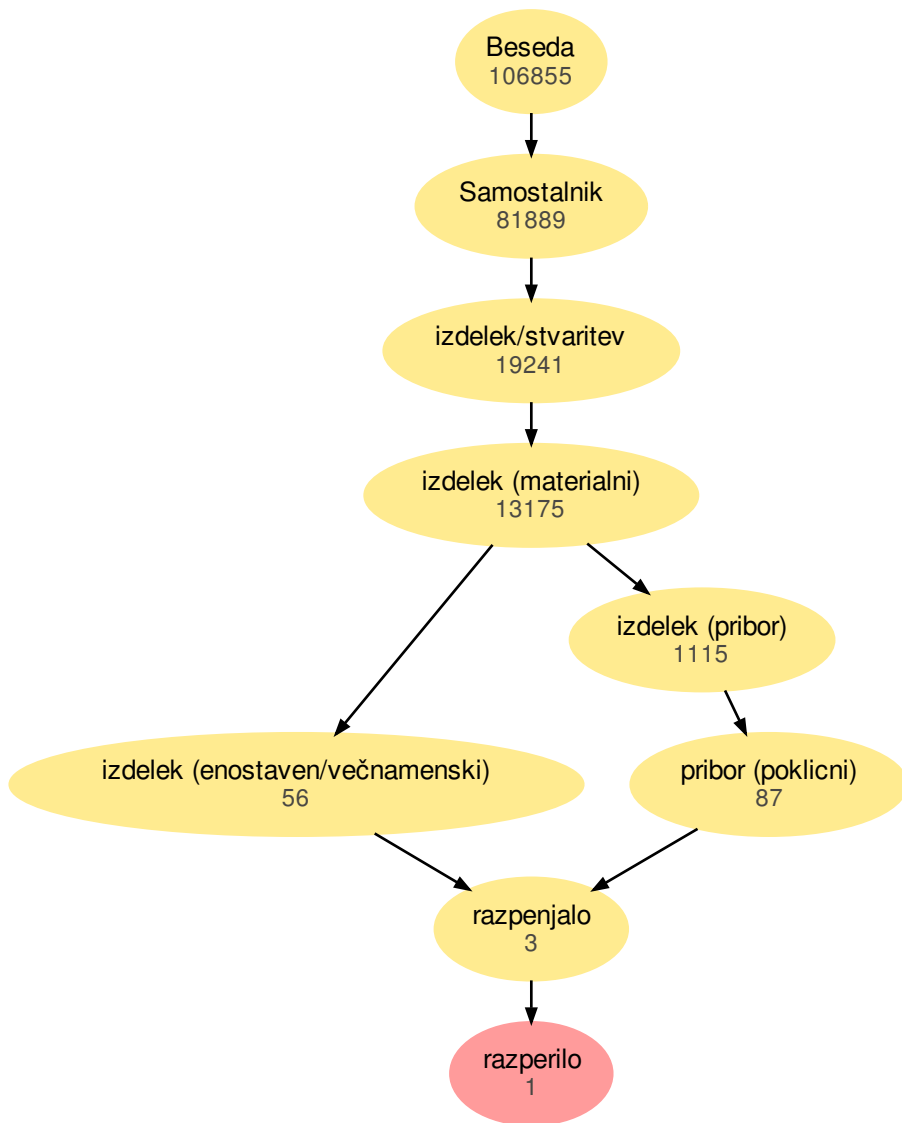 Beseda
106855
Samostalnik
81889
izdelek/stvaritev
19241
izdelek (materialni)
13175
izdelek (pribor)
1115
izdelek (enostaven/večnamenski)
56
pribor (poklicni)
87
razpenjalo
3
razperilo
1